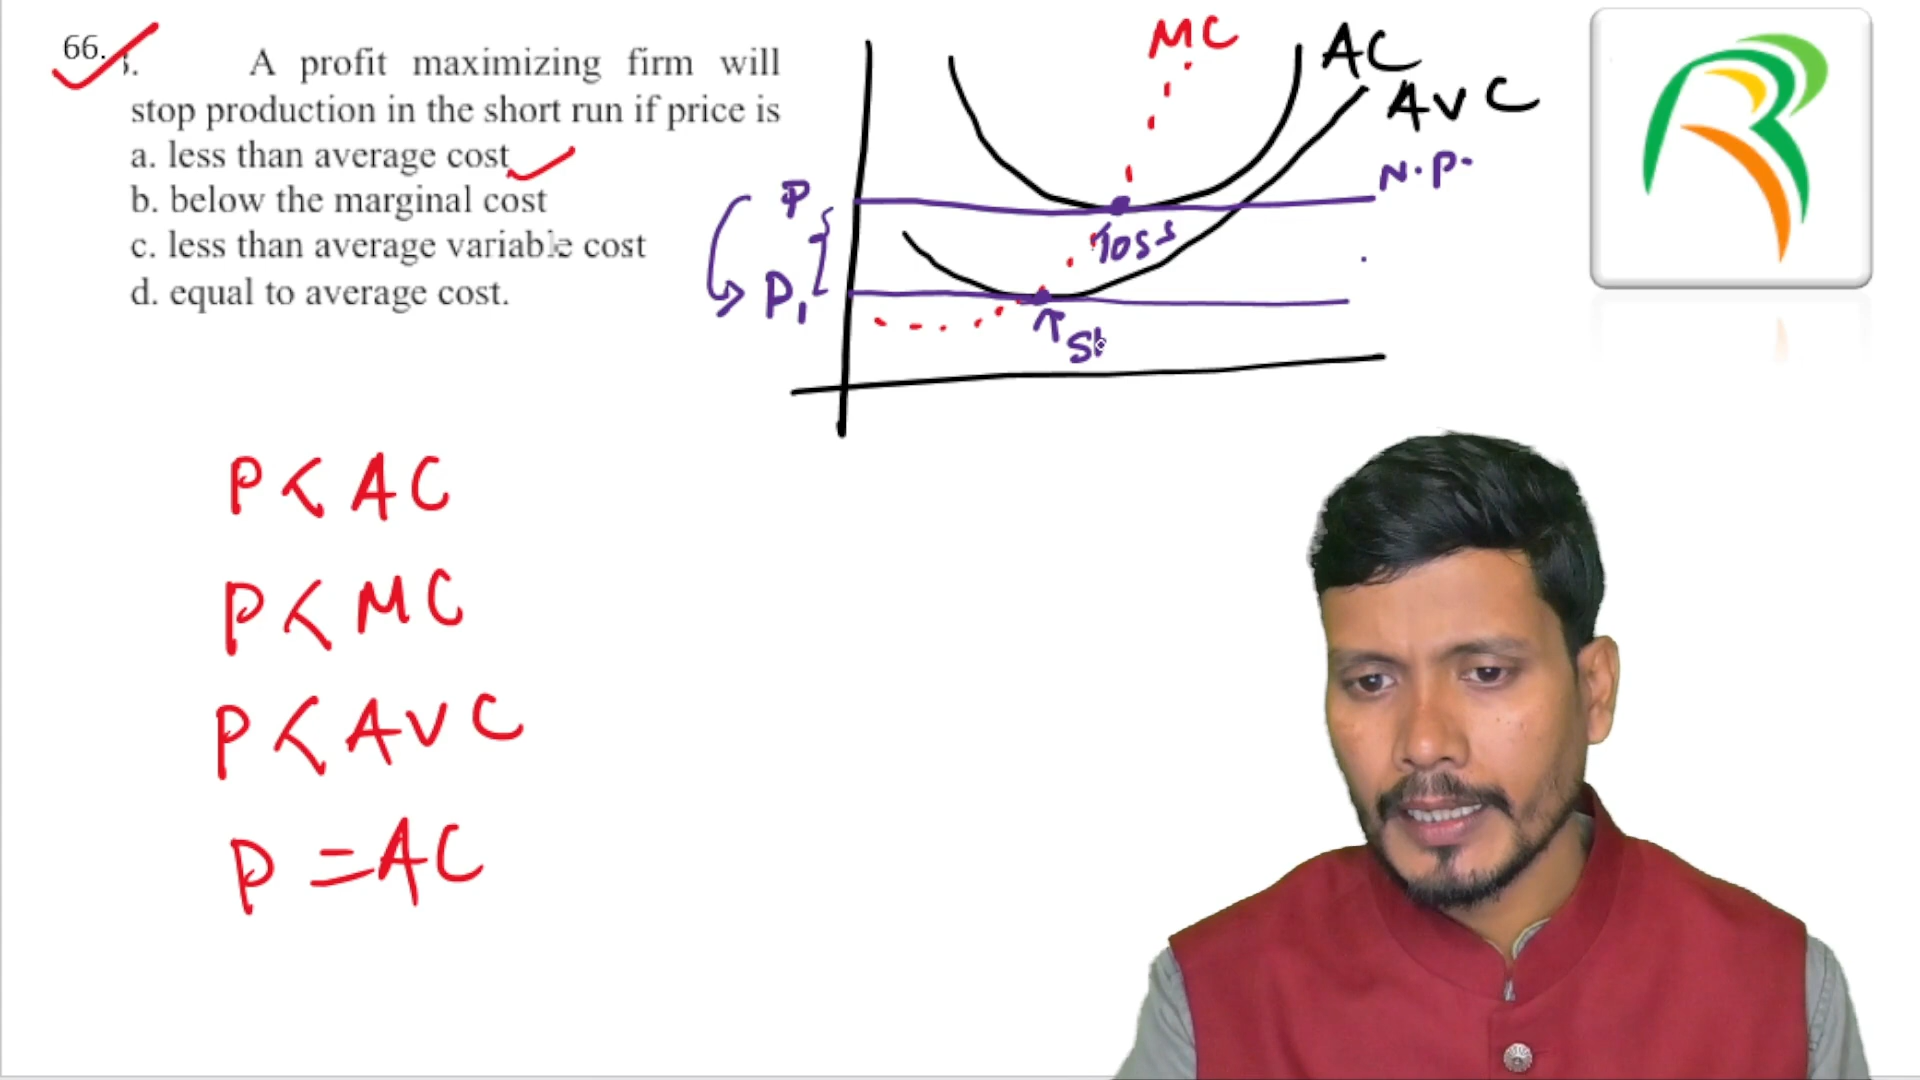 66.
A profit maximizing firm will
stop production in the short run if price is
a. less than average cost
b. below the marginal cost
c. less than average variable cost
d. equal to average cost.
MC
AC
AVC
N.P.
P
loss
P1
P < AC
P < MC
P < AVC
P = AC